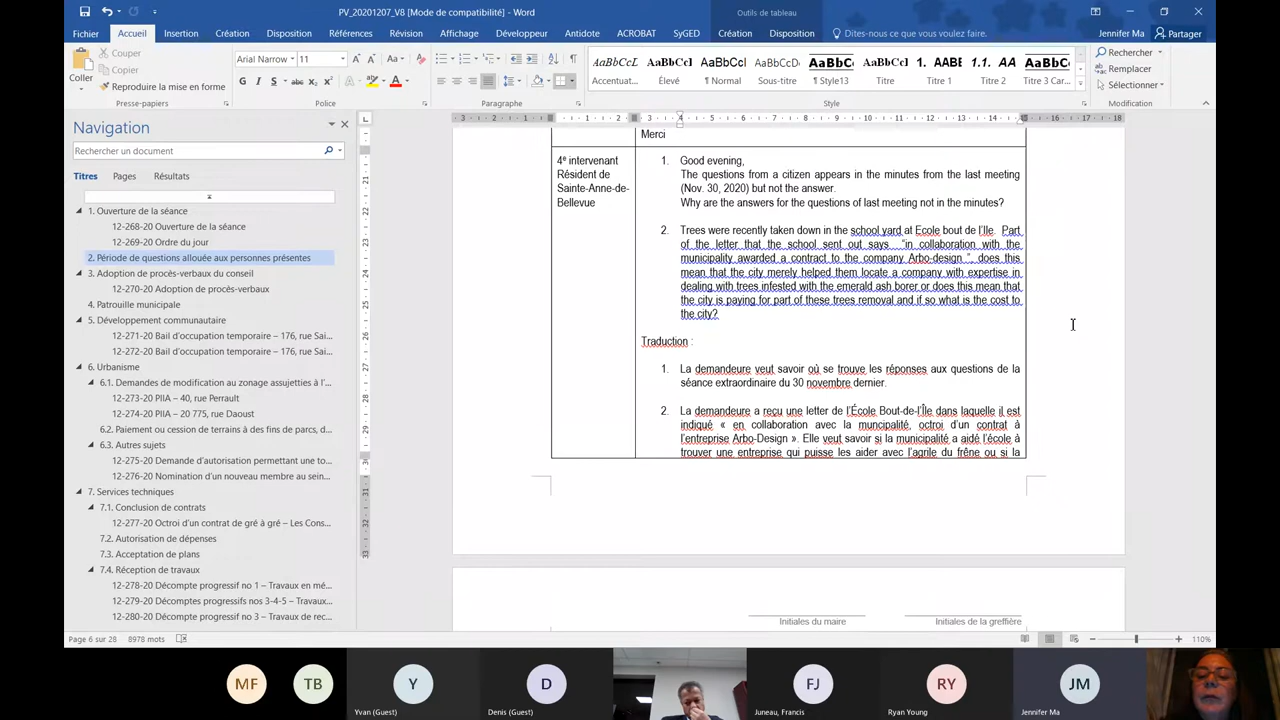 PV_20201207_V8 [Mode de compatibilité] - Word
Outils de tableau
Fichier Accueil Insertion Création Disposition Références Révision Affichage Développeur Antidote ACROBAT SyGED Création Disposition Dites-nous ce que vous voulez faire. Jennifer Ma Partager
Coller
Couper
Copier
Reproduire la mise en forme
Presse-papiers
Arial Narrow 11
G I S abc
Police
Paragraphe
AaBbCcL AaBbCcI AaBbCcI AaBbCcD AaBbCc AaBbCcI 1. AABE 1.1. AA AaBbC
Accentuat... Élevé ¶ Normal Sous-titre ¶ Style13 Titre Titre 1 Titre 2 Titre 3 Car...
Style
Rechercher
Remplacer
Sélectionner
Modification
Navigation
Rechercher un document
Titres Pages Résultats
1. Ouverture de la séance
12-268-20 Ouverture de la séance
12-269-20 Ordre du jour
2. Période de questions allouée aux personnes présentes
3. Adoption de procès-verbaux du conseil
12-270-20 Adoption de procès-verbaux
4. Patrouille municipale
5. Développement communautaire
12-271-20 Bail d'occupation temporaire – 176, rue Sai...
12-272-20 Bail d'occupation temporaire – 176, rue Sai...
6. Urbanisme
6.1. Demandes de modification au zonage assujetties à l'...
12-273-20 PIIA – 40, rue Perrault
12-274-20 PIIA – 20 775, rue Daoust
6.2. Paiement ou cession de terrains à des fins de parcs, d...
6.3. Autres sujets
12-275-20 Demande d'autorisation permettant une to...
12-276-20 Nomination d'un nouveau membre au sein...
7. Services techniques
7.1. Conclusion de contrats
12-277-20 Octroi d'un contrat de gré à gré – Les Cons...
7.2. Autorisation de dépenses
7.3. Acceptation de plans
7.4. Réception de travaux
12-278-20 Décompte progressif no 1 – Travaux en mé...
12-279-20 Décomptes progressifs nos 3-4-5 – Travaux...
12-280-20 Décompte progressif no 3 – Travaux de rec...
Merci
4e intervenant
Résident de
Sainte-Anne-de-
Bellevue
1. Good evening,
The questions from a citizen appears in the minutes from the last meeting
(Nov. 30, 2020) but not the answer.
Why are the answers for the questions of last meeting not in the minutes?
2. Trees were recently taken down in the school yard at Ecole bout de l'Ile. Part
of the letter that the school sent out says "in collaboration with the
municipality awarded a contract to the company Arbo-design ", does this
mean that the city merely helped them locate a company with expertise in
dealing with trees infested with the emerald ash borer or does this mean that
the city is paying for part of these trees removal and if so what is the cost to
the city?
Traduction :
1. La demandeure veut savoir où se trouve les réponses aux questions de la
séance extraordinaire du 30 novembre dernier.
2. La demandeure a reçu une letter de l'École Bout-de-l'Île dans laquelle il est
indiqué « en collaboration avec la muncipalité, octroi d'un contrat à
l'entreprise Arbo-Design ». Elle veut savoir si la municipalité a aidé l'école à
trouver une entreprise qui puisse les aider avec l'agrile du frêne ou si la
Initiales du maire Initiales de la greffière
Page 6 sur 28 8978 mots 110%
MF TB Y D FJ RY JM
Yvan (Guest) Denis (Guest) Juneau, Francis Ryan Young Jennifer Ma